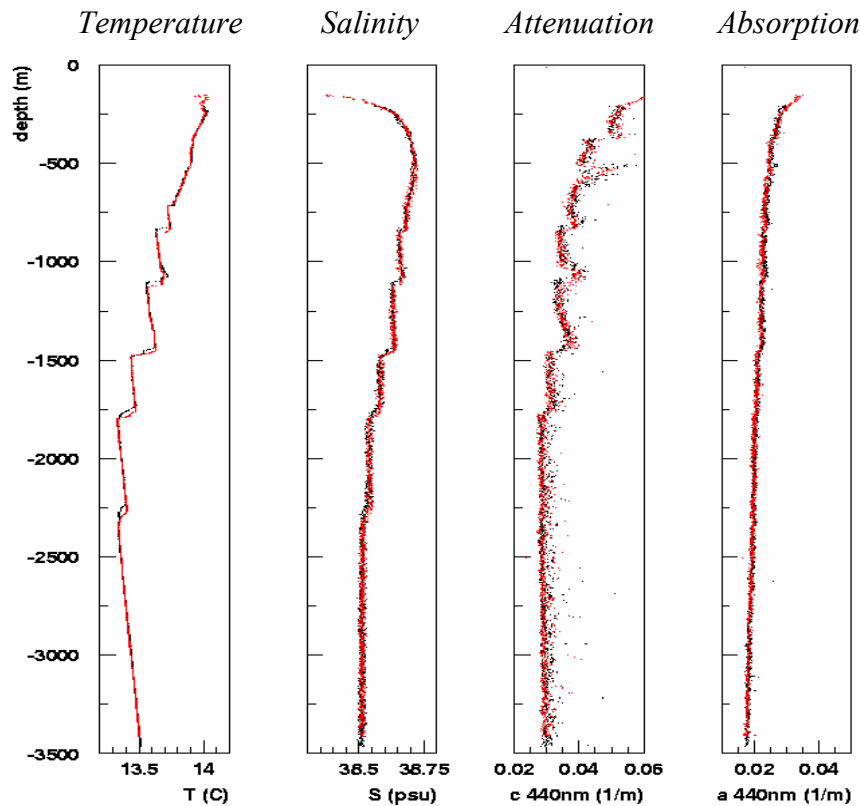 Temperature Salinity Attenuation Absorption
depth (m)
0
-500
-1000
-1500
-2000
-2500
-3000
-3500
13.5 14 38.5 38.75 0.02 0.04 0.06 0.02 0.04
T (C) S (psu) c 440nm (1/m) a 440nm (1/m)